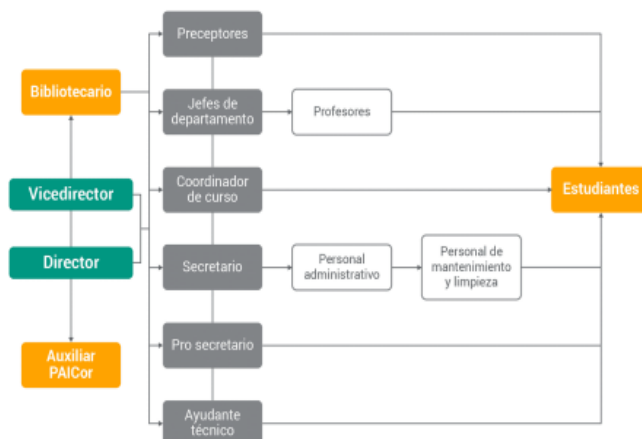 Preceptores
Bibliotecario
Jefes de
departamento
Profesores
Vicedirector
Coordinador
de curso
Estudiantes
Director
Secretario
Personal
administrativo
Personal de
mantenimiento
y limpieza
Auxiliar
PAICor
Pro secretario
Ayudante
técnico